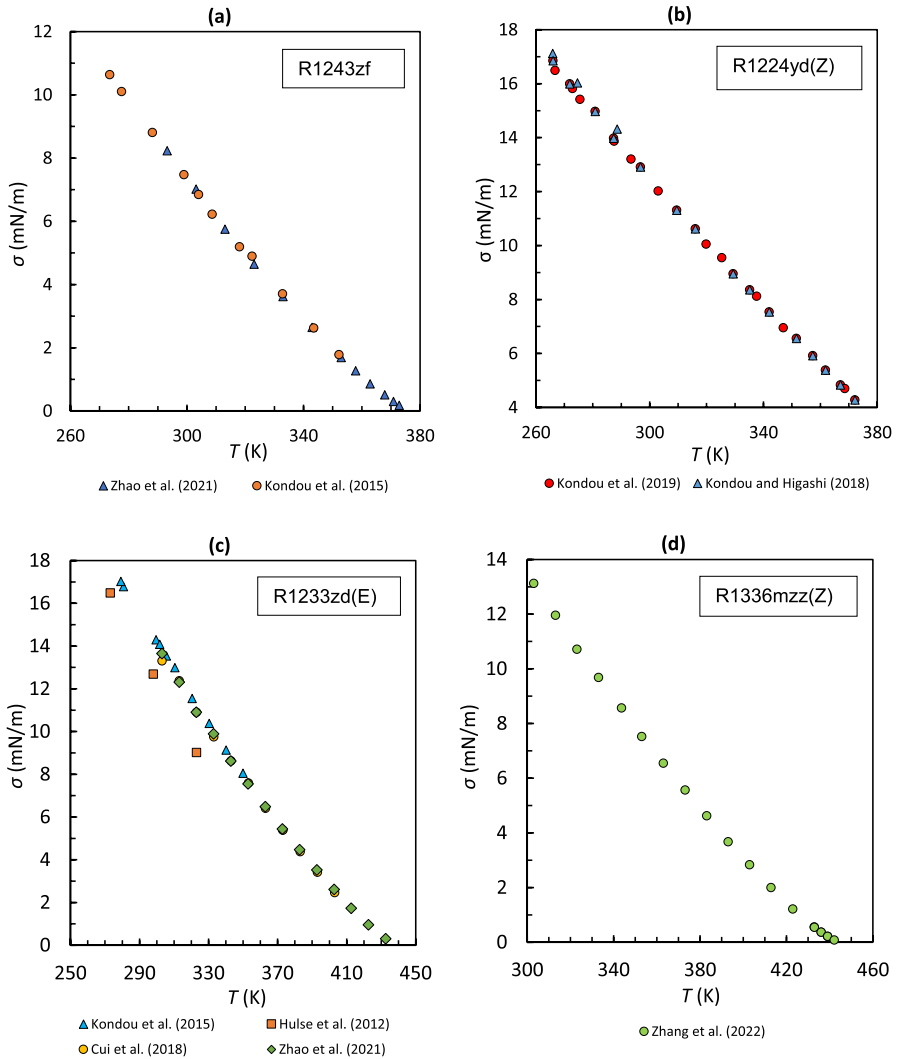 (a)
12
10
8
6
4
2
0
σ (mN/m)
R1243zf
260
300
340
380
T (K)
Zhao et al. (2021)
Kondou et al. (2015)
(b)
18
16
14
12
10
8
6
4
σ (mN/m)
R1224yd(Z)
260
300
340
380
T (K)
Kondou et al. (2019)
Kondou and Higashi (2018)
(c)
18
16
14
12
10
8
6
4
2
0
σ (mN/m)
R1233zd(E)
250
290
330
370
410
450
T (K)
Kondou et al. (2015)
Hulse et al. (2012)
Cui et al. (2018)
Zhao et al. (2021)
(d)
14
12
10
8
6
4
2
0
σ (mN/m)
R1336mzz(Z)
300
340
380
420
460
T (K)
Zhang et al. (2022)